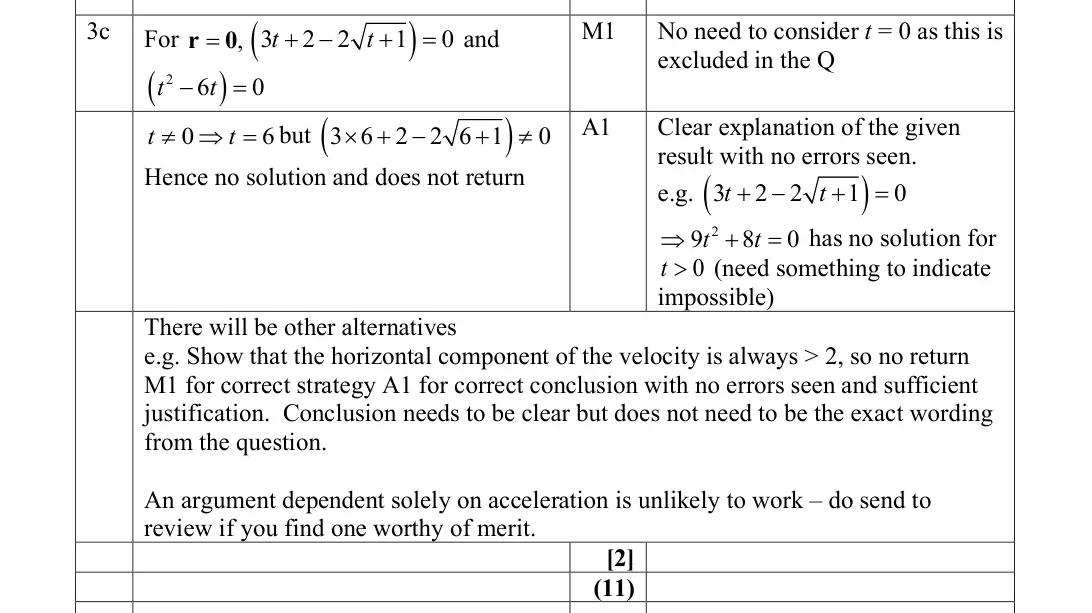 3c
For r = 0, (3t + 2 − 2√(t + 1)) = 0 and
(t² − 6t) = 0
M1
No need to consider t = 0 as this is
excluded in the Q
t ≠ 0 ⇒ t = 6 but (3 × 6 + 2 − 2√(6 + 1)) ≠ 0
Hence no solution and does not return
A1
Clear explanation of the given
result with no errors seen.
e.g. (3t + 2 − 2√(t + 1)) = 0
⇒ 9t² + 8t = 0 has no solution for
t > 0 (need something to indicate
impossible)
There will be other alternatives
e.g. Show that the horizontal component of the velocity is always > 2, so no return
M1 for correct strategy A1 for correct conclusion with no errors seen and sufficient
justification.  Conclusion needs to be clear but does not need to be the exact wording
from the question.
An argument dependent solely on acceleration is unlikely to work – do send to
review if you find one worthy of merit.
[2]
(11)